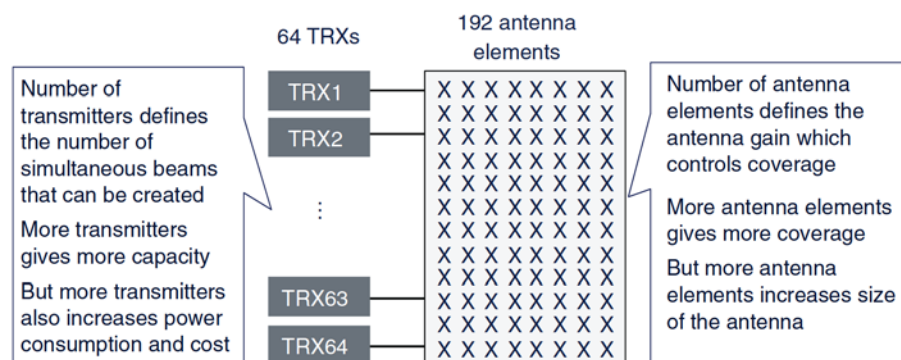 64 TRXs
192 antenna
elements
Number of
transmitters defines
the number of
simultaneous beams
that can be created
More transmitters
gives more capacity
But more transmitters
also increases power
consumption and cost
TRX1
TRX2
⋮
TRX63
TRX64
X X X X X X X X
X X X X X X X X
X X X X X X X X
X X X X X X X X
X X X X X X X X
X X X X X X X X
X X X X X X X X
X X X X X X X X
X X X X X X X X
X X X X X X X X
X X X X X X X X
X X X X X X X X
Number of antenna
elements defines the
antenna gain which
controls coverage
More antenna elements
gives more coverage
But more antenna
elements increases size
of the antenna